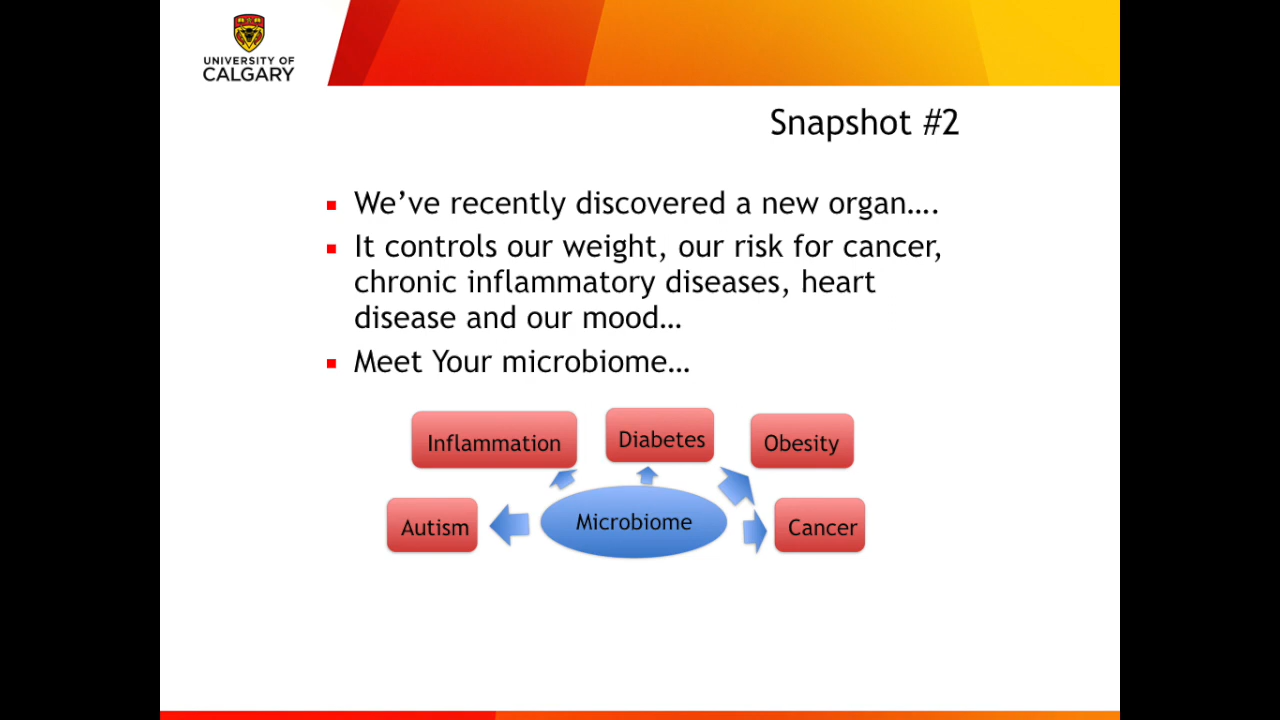 UNIVERSITY OF
CALGARY
Snapshot #2
We’ve recently discovered a new organ….
It controls our weight, our risk for cancer,
chronic inflammatory diseases, heart
disease and our mood…
Meet Your microbiome…
Inflammation
Diabetes
Obesity
Autism
Microbiome
Cancer